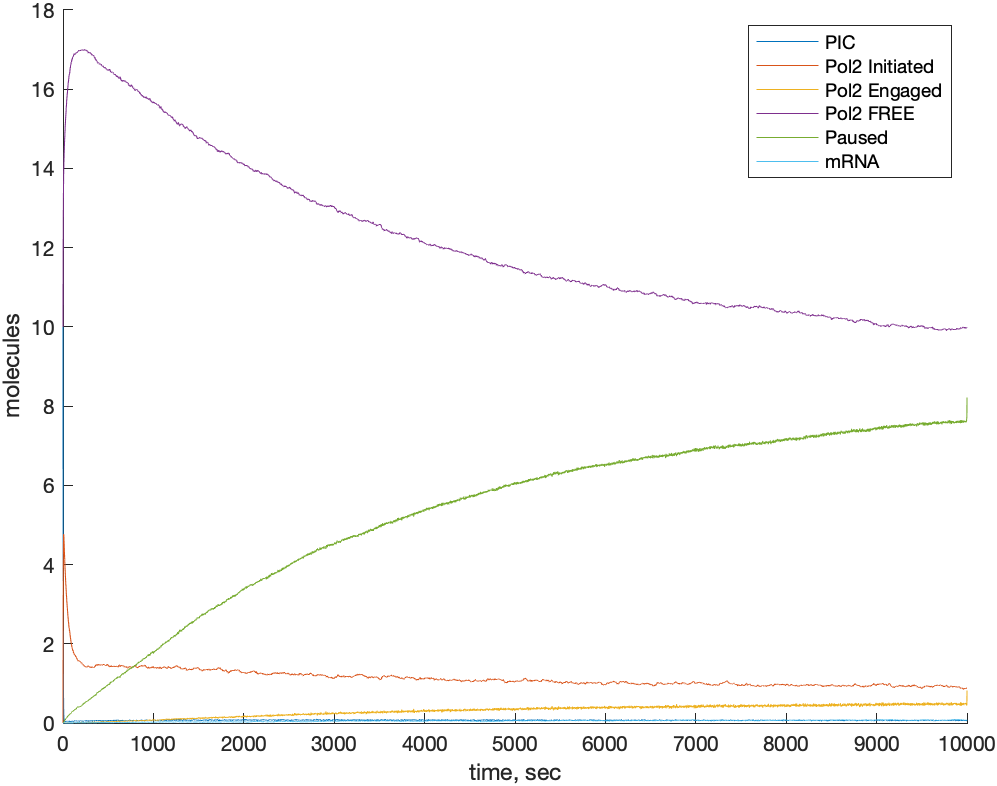 18
16
14
12
10
8
6
4
2
0
molecules
PIC
Pol2 Initiated
Pol2 Engaged
Pol2 FREE
Paused
mRNA
0 1000 2000 3000 4000 5000 6000 7000 8000 9000 10000
time, sec